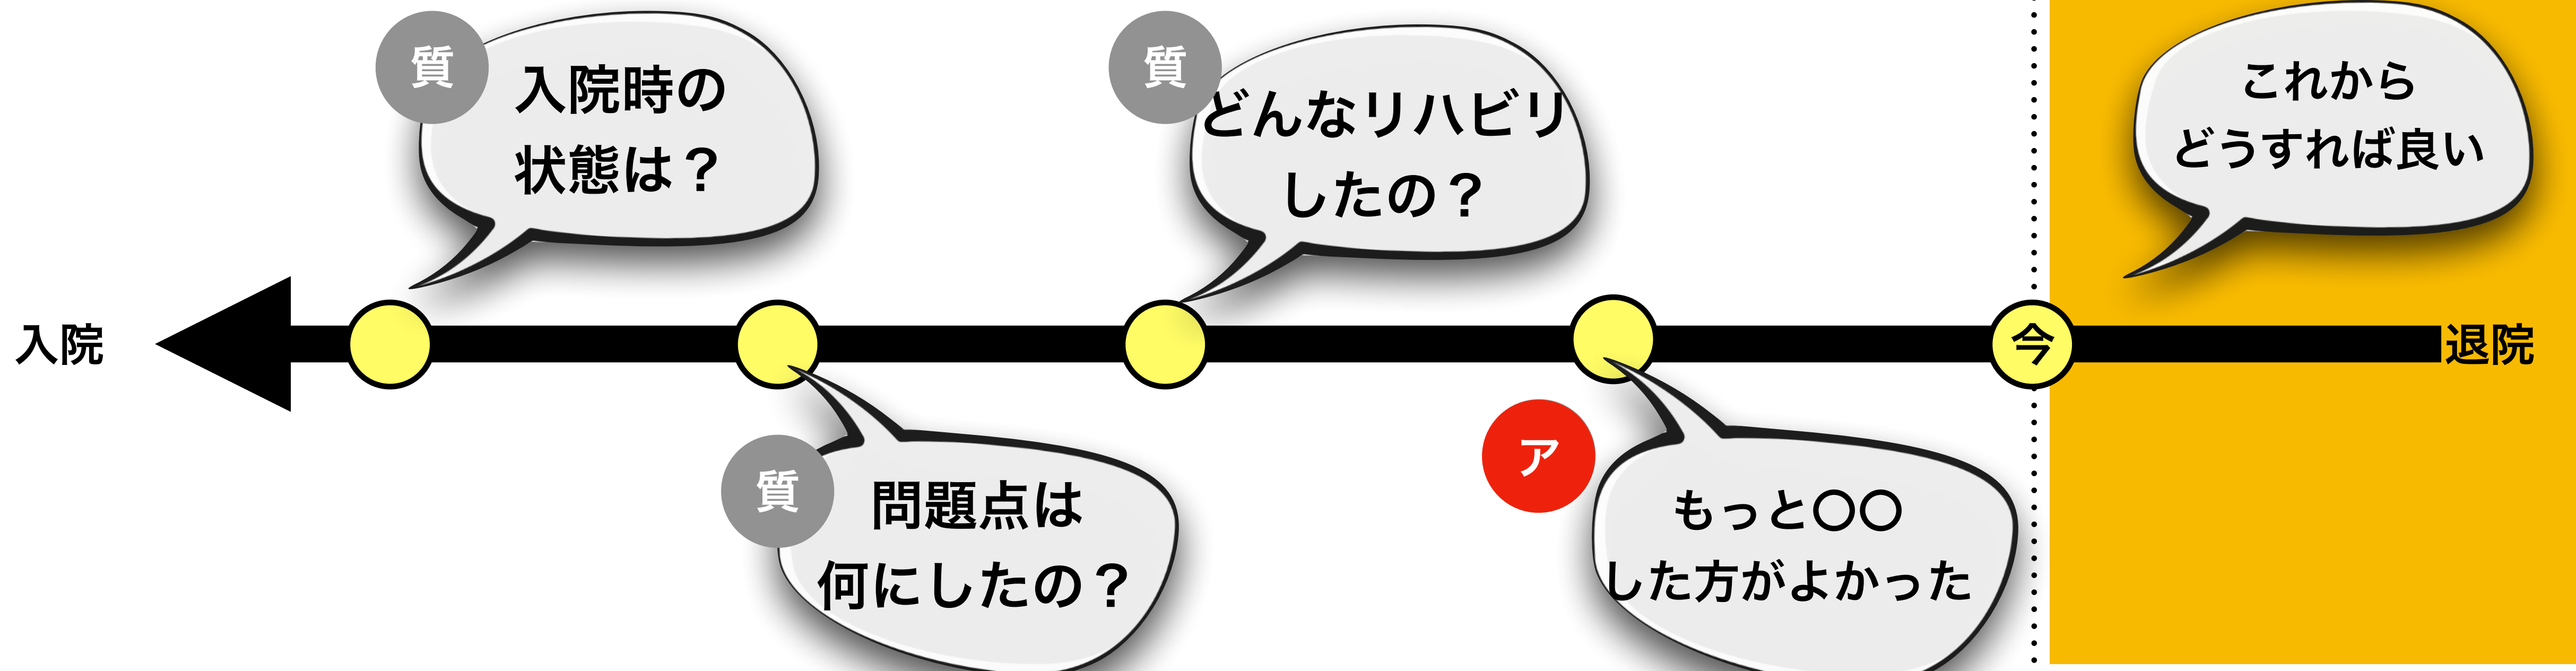 質
入院時の
状態は？
質
どんなリハビリ
したの？
これから
どうすれば良い
入院
今
退院
質
問題点は
何にしたの？
ア
もっと〇〇
した方がよかった